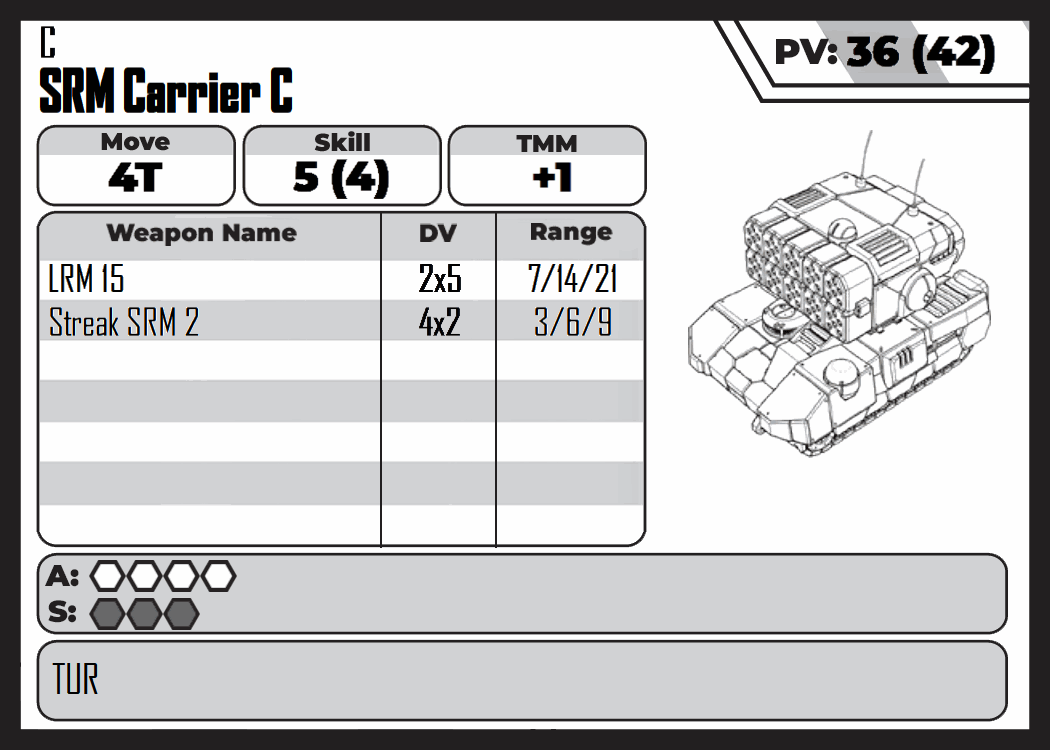 C
PV: 36 (42)
SRM Carrier C
Move Skill TMM
4T 5 (4) +1
Weapon Name DV Range
LRM 15 2x5 7/14/21
Streak SRM 2 4x2 3/6/9
A:
S:
TUR